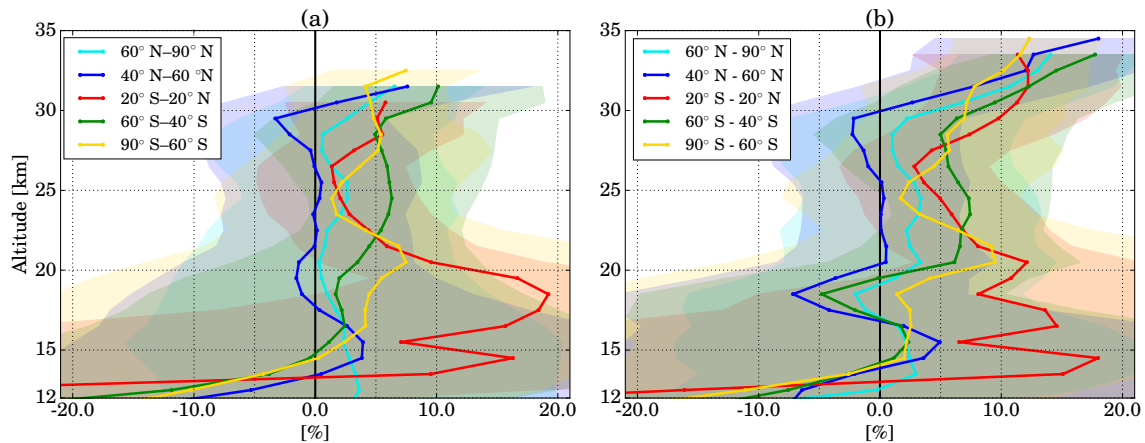 (a)
35
30
25
20
15
12
Altitude [km]
60° N–90° N
40° N–60 °N
20° S–20° N
60° S–40° S
90° S–60° S
-20.0
-10.0
0.0
10.0
20.0
[%]
(b)
35
30
25
20
15
12
60° N - 90° N
40° N - 60° N
20° S - 20° N
60° S - 40° S
90° S - 60° S
-20.0
-10.0
0.0
10.0
20.0
[%]